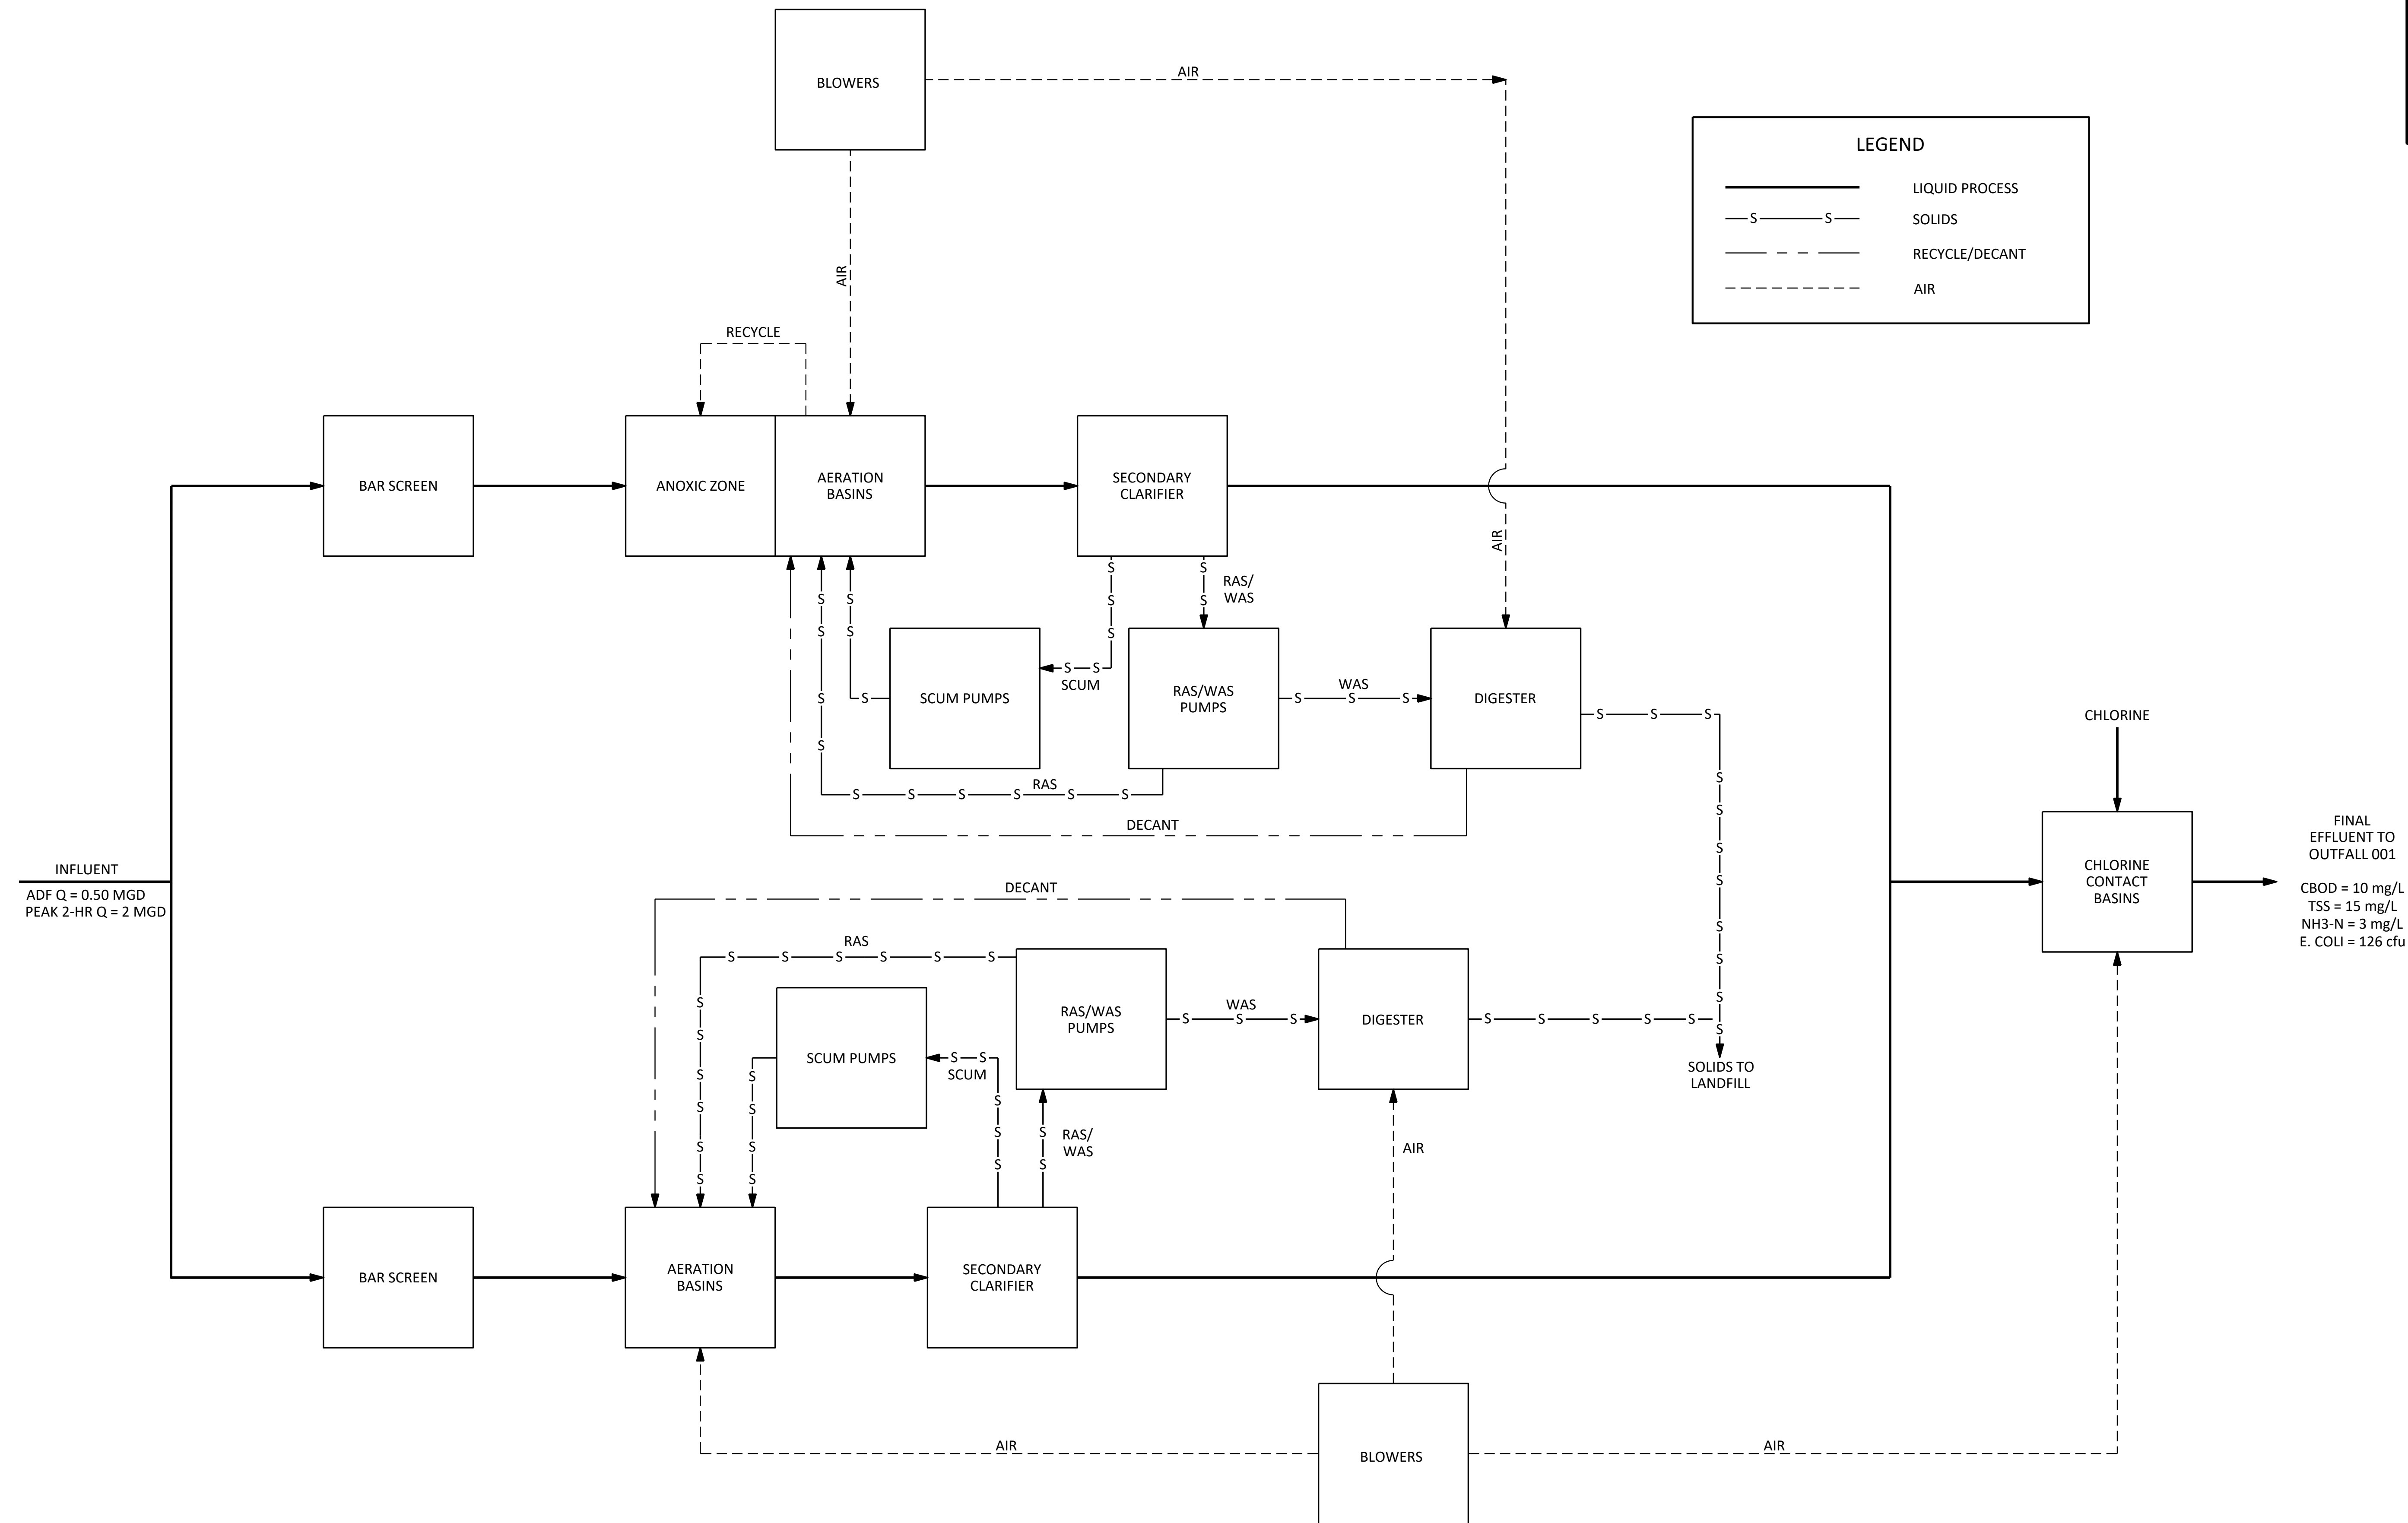 BLOWERS
AIR
LEGEND
LIQUID PROCESS
S S
SOLIDS
RECYCLE/DECANT
AIR
AIR
RECYCLE
BAR SCREEN
ANOXIC ZONE
AERATION
BASINS
SECONDARY
CLARIFIER
AIR
S S
RAS/
WAS
S S
S S
S S
S
SCUM PUMPS
S S
SCUM
RAS/WAS
PUMPS
WAS
S S S
DIGESTER
S S S
S
S
S
RAS
S S S S S S
DECANT
S
S
S
S
S
S
S
S
CHLORINE
INFLUENT
ADF Q = 0.50 MGD
PEAK 2-HR Q = 2 MGD
CHLORINE
CONTACT
BASINS
FINAL
EFFLUENT TO
OUTFALL 001
CBOD = 10 mg/L
TSS = 15 mg/L
NH3-N = 3 mg/L
E. COLI = 126 cfu
DECANT
RAS
S S S S S S
S
S
S
S
S
S
SCUM PUMPS
S S
SCUM
RAS/WAS
PUMPS
WAS
S S S
DIGESTER
S S S S S
SOLIDS TO
LANDFILL
S
S
S
S
S
S
S
S
S
RAS/
WAS
AIR
BAR SCREEN
AERATION
BASINS
SECONDARY
CLARIFIER
AIR
BLOWERS
AIR